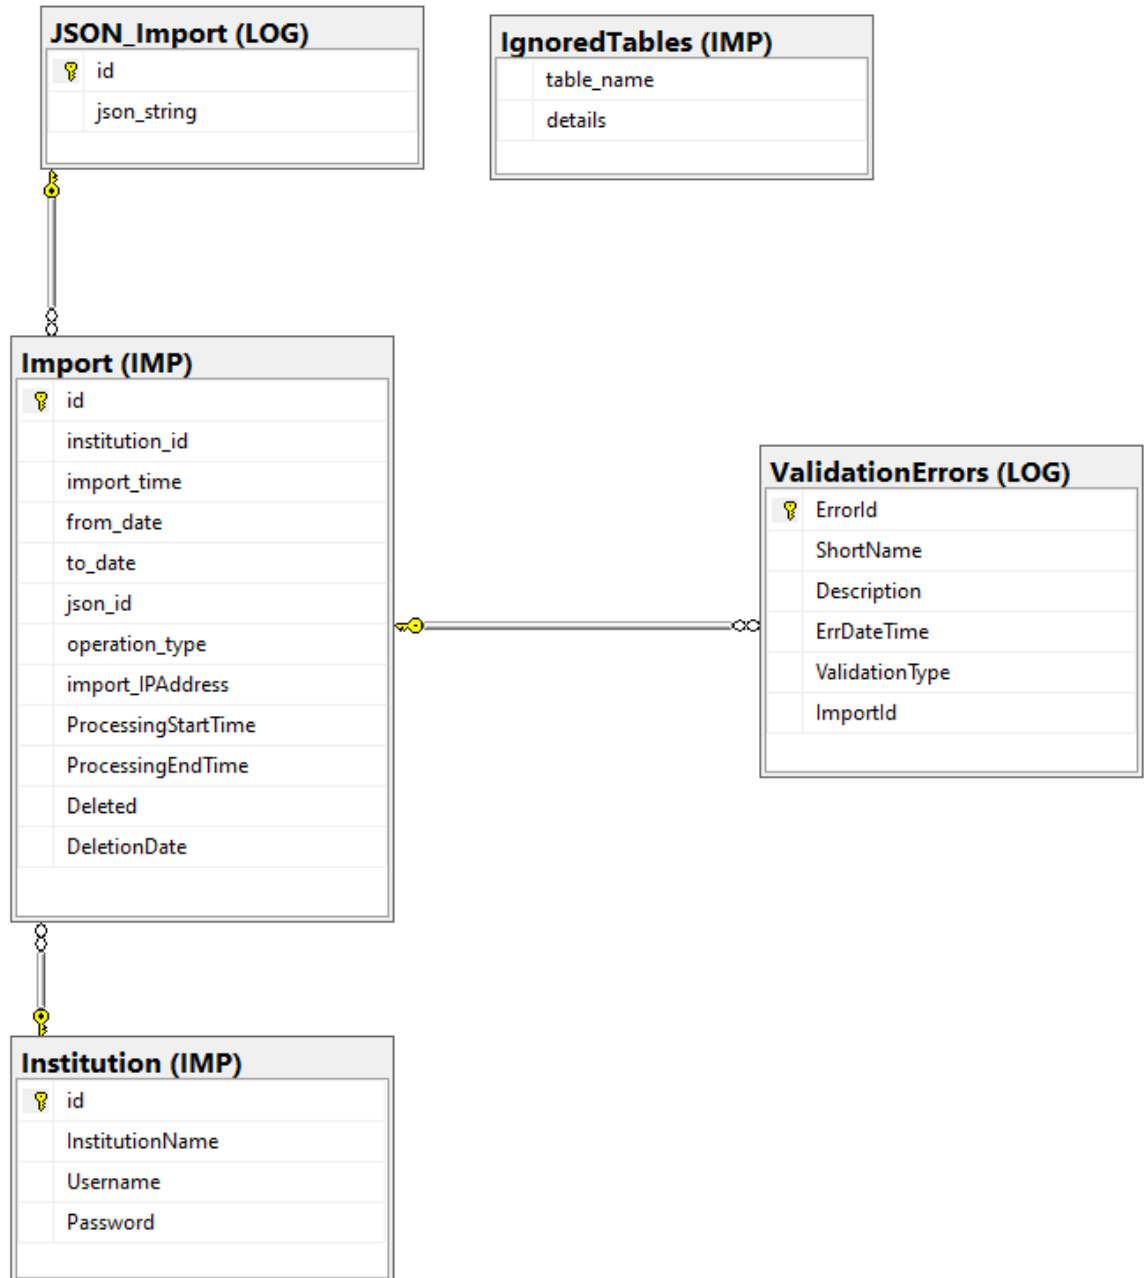 JSON_Import (LOG)
id
json_string
IgnoredTables (IMP)
table_name
details
Import (IMP)
id
institution_id
import_time
from_date
to_date
json_id
operation_type
import_IPAddress
ProcessingStartTime
ProcessingEndTime
Deleted
DeletionDate
ValidationErrors (LOG)
ErrorId
ShortName
Description
ErrDateTime
ValidationType
ImportId
Institution (IMP)
id
InstitutionName
Username
Password